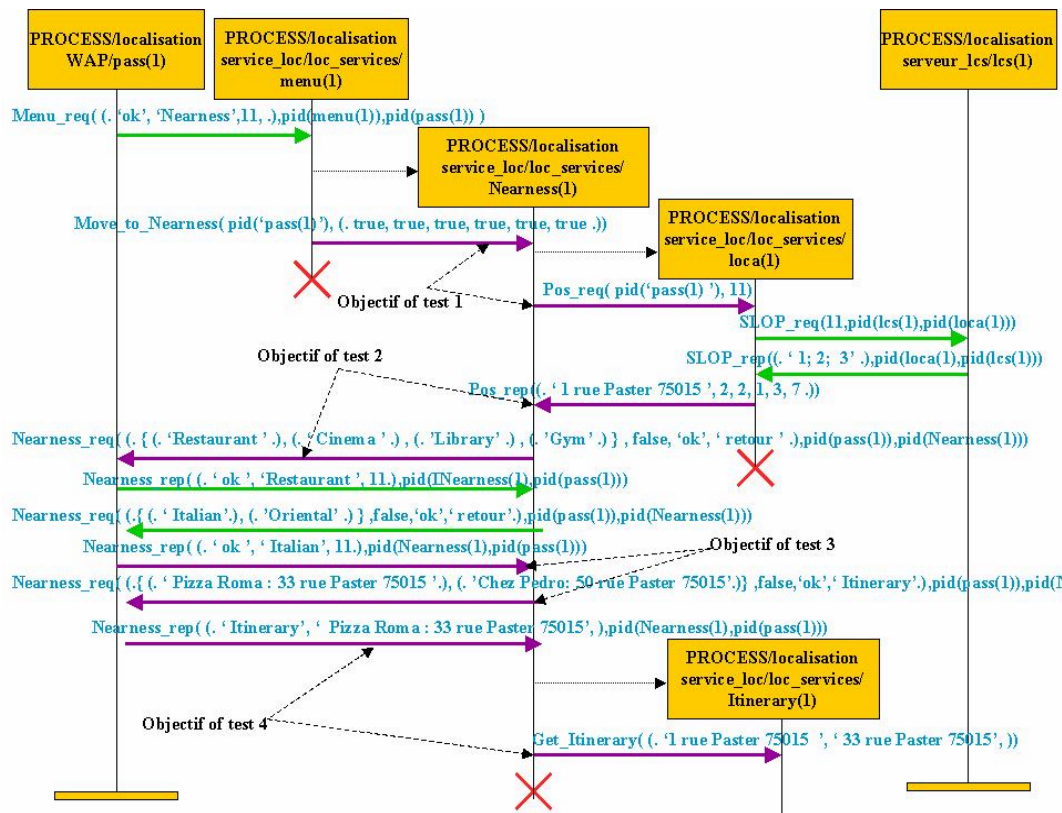 PROCESS/localisation
WAP/pass(1)
PROCESS/localisation
service_loc/loc_services/
menu(1)
PROCESS/localisation
serveur_lcs/lcs(1)
Menu_req( (. ‘ok’, ‘Nearness’,11, .),pid(menu(1)),pid(pass(1)) )
PROCESS/localisation
service_loc/loc_services/
Nearness(1)
Move_to_Nearness( pid(‘pass(1)’), (. true, true, true, true, true, true .))
PROCESS/localisation
service_loc/loc_services/
loca(1)
Objectif of test 1
Pos_req( pid(‘pass(1) ’), 11)
SLOP_req(11,pid(lcs(1),pid(loca(1)))
Objectif of test 2
SLOP_rep((. ‘ 1; 2; 3’ .),pid(loca(1),pid(lcs(1)))
Pos_rep((. ‘ 1 rue Paster 75015 ’, 2, 2, 1, 3, 7 .))
Nearness_req( (. { (. ‘Restaurant ’ .), (. ‘ Cinema ’ .) , (. ’Library’ .) , (. ’Gym’ .) } , false, ‘ok’, ‘ retour ’ .),pid(pass(1)),pid(Nearness(1)))
Nearness_rep( (. ‘ ok ’, ‘Restaurant ’, 11.),pid(INearness(1),pid(pass(1)))
Nearness_req( (.{ (. ‘ Italian’.), (. ’Oriental’ .) } ,false,‘ok’,‘ retour’.),pid(pass(1)),pid(Nearness(1)))
Nearness_rep( (. ‘ ok ’, ‘ Italian’, 11.),pid(Nearness(1),pid(pass(1)))
Objectif of test 3
Nearness_req( (.{ (. ‘ Pizza Roma : 33 rue Paster 75015 ’.), (. ’Chez Pedro: 50 rue Paster 75015’.)} ,false,‘ok’,‘ Itinerary’.),pid(pass(1)),pid(N
Nearness_rep( (. ‘ Itinerary’, ‘ Pizza Roma : 33 rue Paster 75015’, ),pid(Nearness(1),pid(pass(1)))
PROCESS/localisation
service_loc/loc_services/
Itinerary(1)
Objectif of test 4
Get_Itinerary( (. ‘1 rue Paster 75015 ’, ‘ 33 rue Paster 75015’, ))